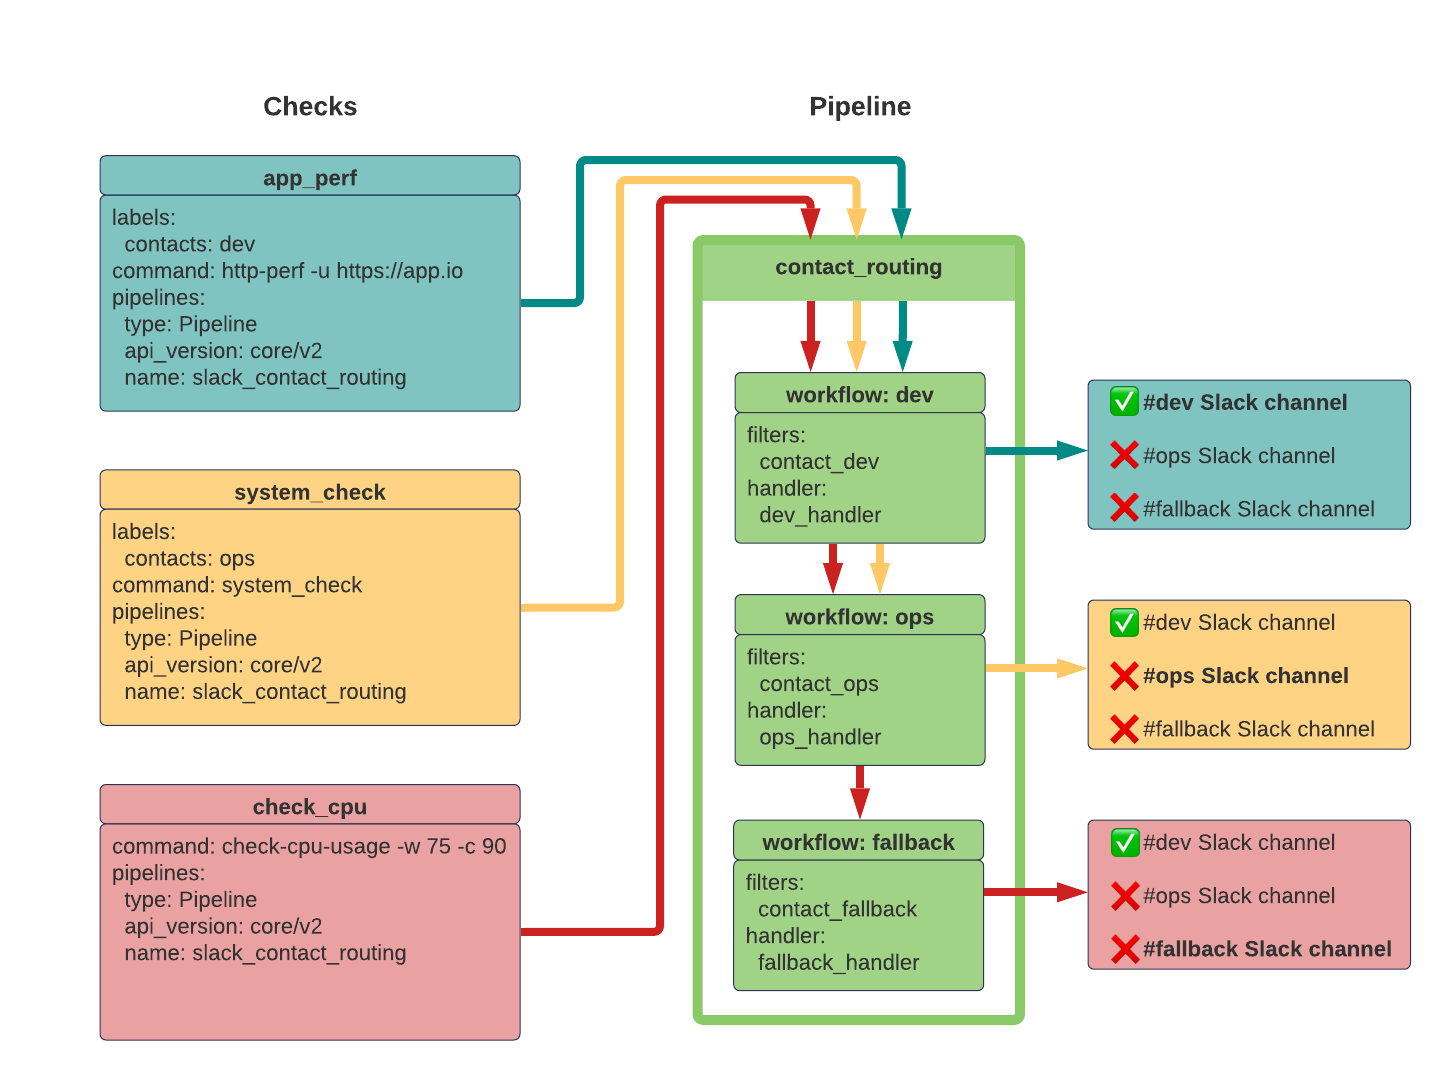 Checks
Pipeline
app_perf
labels:
contacts: dev
command: http-perf -u https://app.io
pipelines:
type: Pipeline
api_version: core/v2
name: slack_contact_routing
system_check
labels:
contacts: ops
command: system_check
pipelines:
type: Pipeline
api_version: core/v2
name: slack_contact_routing
check_cpu
command: check-cpu-usage -w 75 -c 90
pipelines:
type: Pipeline
api_version: core/v2
name: slack_contact_routing
contact_routing
workflow: dev
filters:
contact_dev
handler:
dev_handler
workflow: ops
filters:
contact_ops
handler:
ops_handler
workflow: fallback
filters:
contact_fallback
handler:
fallback_handler
#dev Slack channel
#ops Slack channel
#fallback Slack channel
#dev Slack channel
#ops Slack channel
#fallback Slack channel
#dev Slack channel
#ops Slack channel
#fallback Slack channel